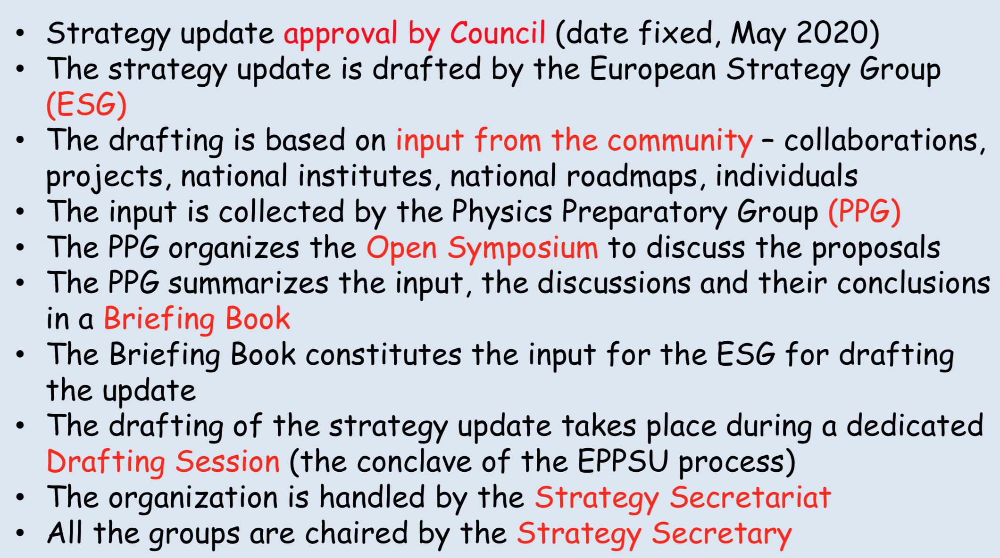 • Strategy update approval by Council (date fixed, May 2020)
• The strategy update is drafted by the European Strategy Group
(ESG)
• The drafting is based on input from the community – collaborations,
projects, national institutes, national roadmaps, individuals
• The input is collected by the Physics Preparatory Group (PPG)
• The PPG organizes the Open Symposium to discuss the proposals
• The PPG summarizes the input, the discussions and their conclusions
in a Briefing Book
• The Briefing Book constitutes the input for the ESG for drafting
the update
• The drafting of the strategy update takes place during a dedicated
Drafting Session (the conclave of the EPPSU process)
• The organization is handled by the Strategy Secretariat
• All the groups are chaired by the Strategy Secretary